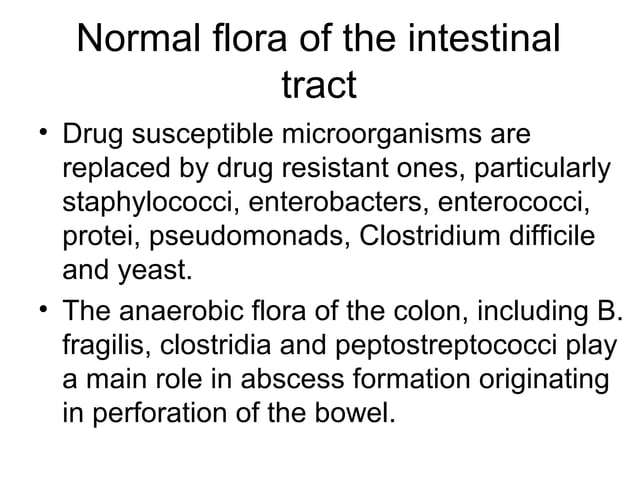 Normal flora of the intestinal
tract
• Drug susceptible microorganisms are
replaced by drug resistant ones, particularly
staphylococci, enterobacters, enterococci,
protei, pseudomonads, Clostridium difficile
and yeast.
• The anaerobic flora of the colon, including B.
fragilis, clostridia and peptostreptococci play
a main role in abscess formation originating
in perforation of the bowel.